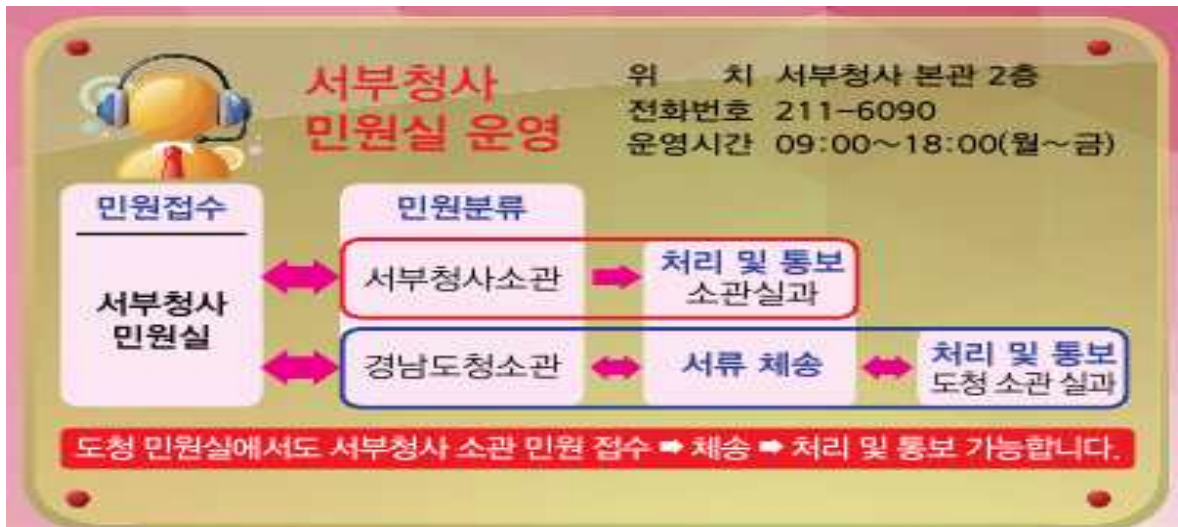 서부청사
민원실 운영
위 치 서부청사 본관 2층
전화번호 211-6090
운영시간 09:00~18:00(월~금)
민원접수
민원분류
서부청사
민원실
서부청사소관
처리 및 통보
소관실과
경남도청소관
서류 체송
처리 및 통보
도청 소관 실과
도청 민원실에서도 서부청사 소관 민원 접수 ➡ 체송 ➡ 처리 및 통보 가능합니다.